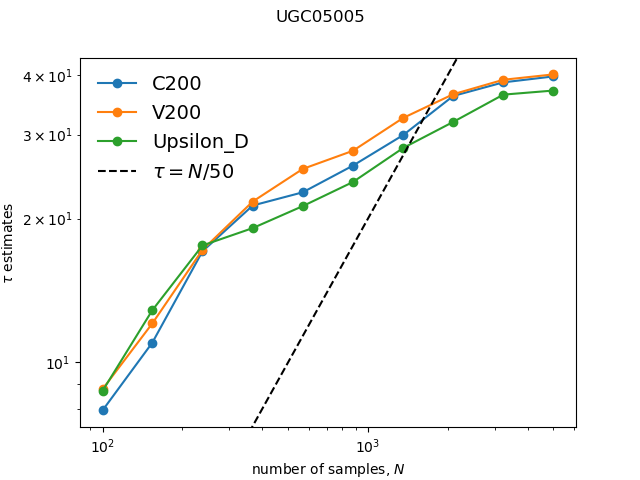 UGC05005
C200
V200
Upsilon_D
τ = N/50
4 × 10¹
3 × 10¹
2 × 10¹
10¹
τ estimates
10²
10³
number of samples, N